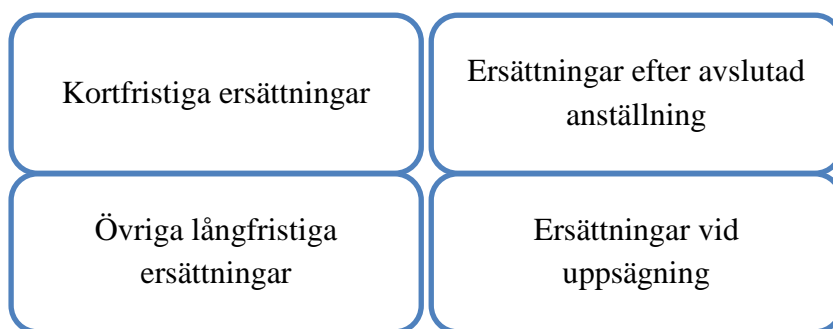 Kortfristiga ersättningar
Ersättningar efter avslutad
anställning
Övriga långfristiga
ersättningar
Ersättningar vid
uppsägning